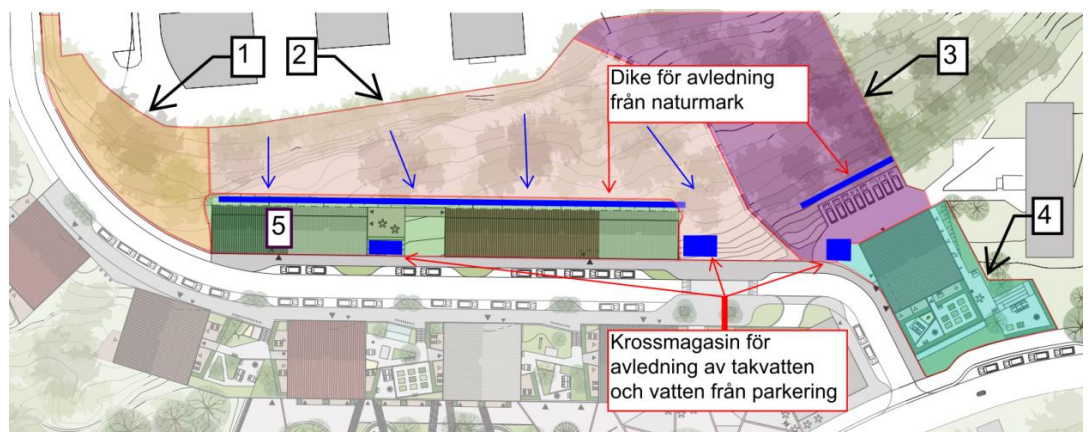 1
2
3
Dike för avledning
från naturmark
4
5
Krossmagasin för
avledning av takvatten
och vatten från parkering